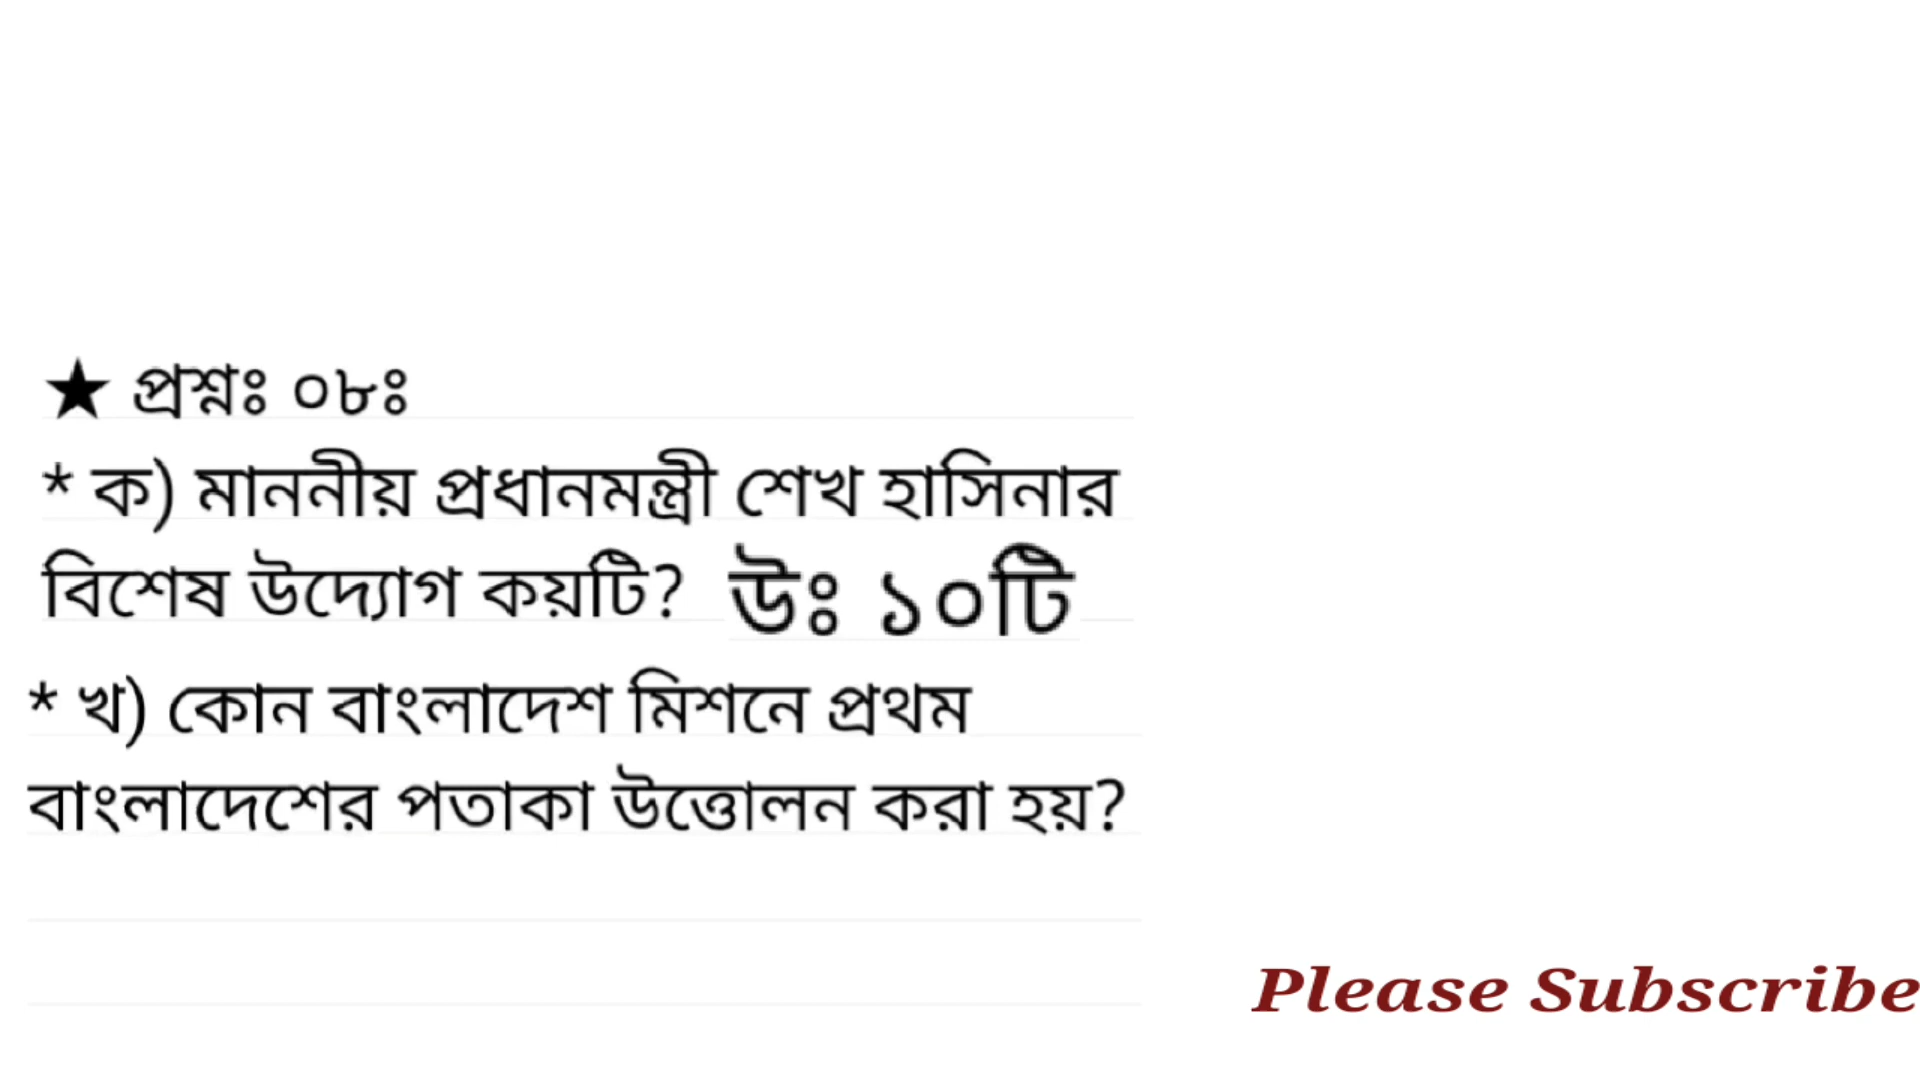 ★ প্রশ্নঃ ০৮ঃ
* ক) মাননীয় প্রধানমন্ত্রী শেখ হাসিনার
বিশেষ উদ্যোগ কয়টি? উঃ ১০টি
* খ) কোন বাংলাদেশ মিশনে প্রথম
বাংলাদেশের পতাকা উত্তোলন করা হয়?
Please Subscribe